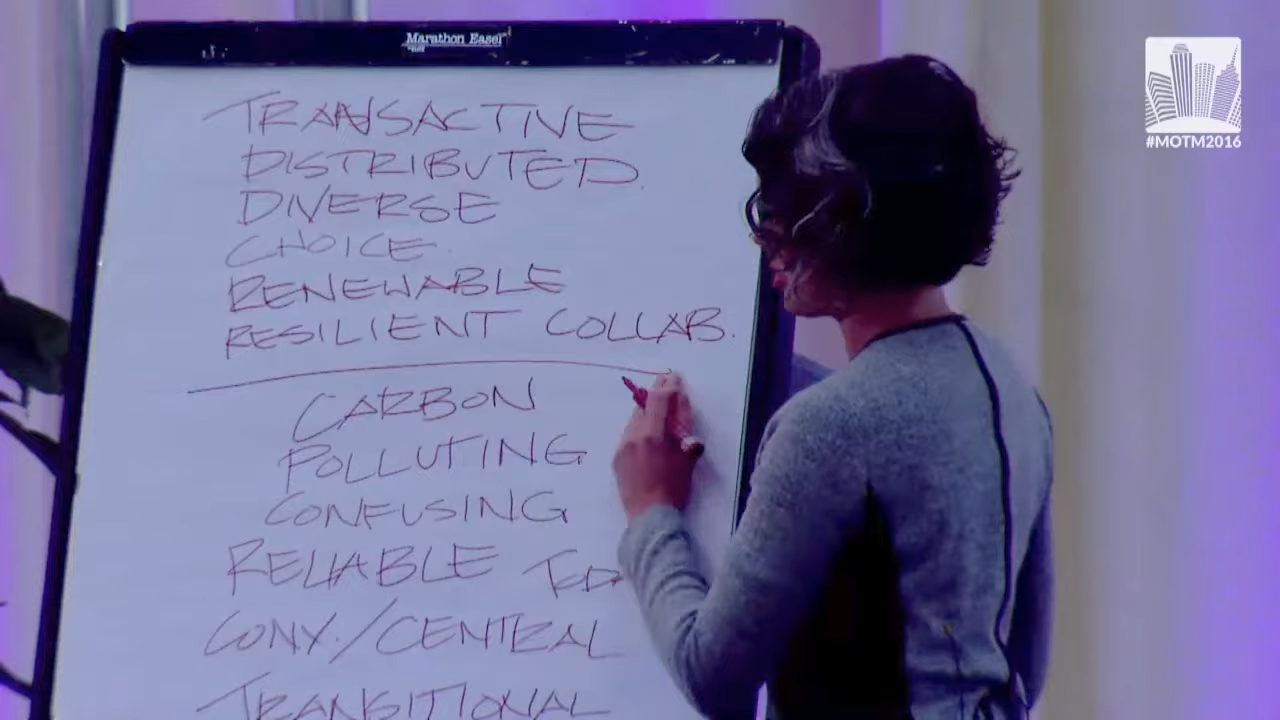 Marathon Easel
#MOTM2016
TRANSACTIVE
DISTRIBUTED.
DIVERSE
CHOICE.
RENEWABLE
RESILIENT COLLAB.
CARBON
POLLUTING
CONFUSING
RELIABLE
CONV./CENTRAL
TRANSITIONAL